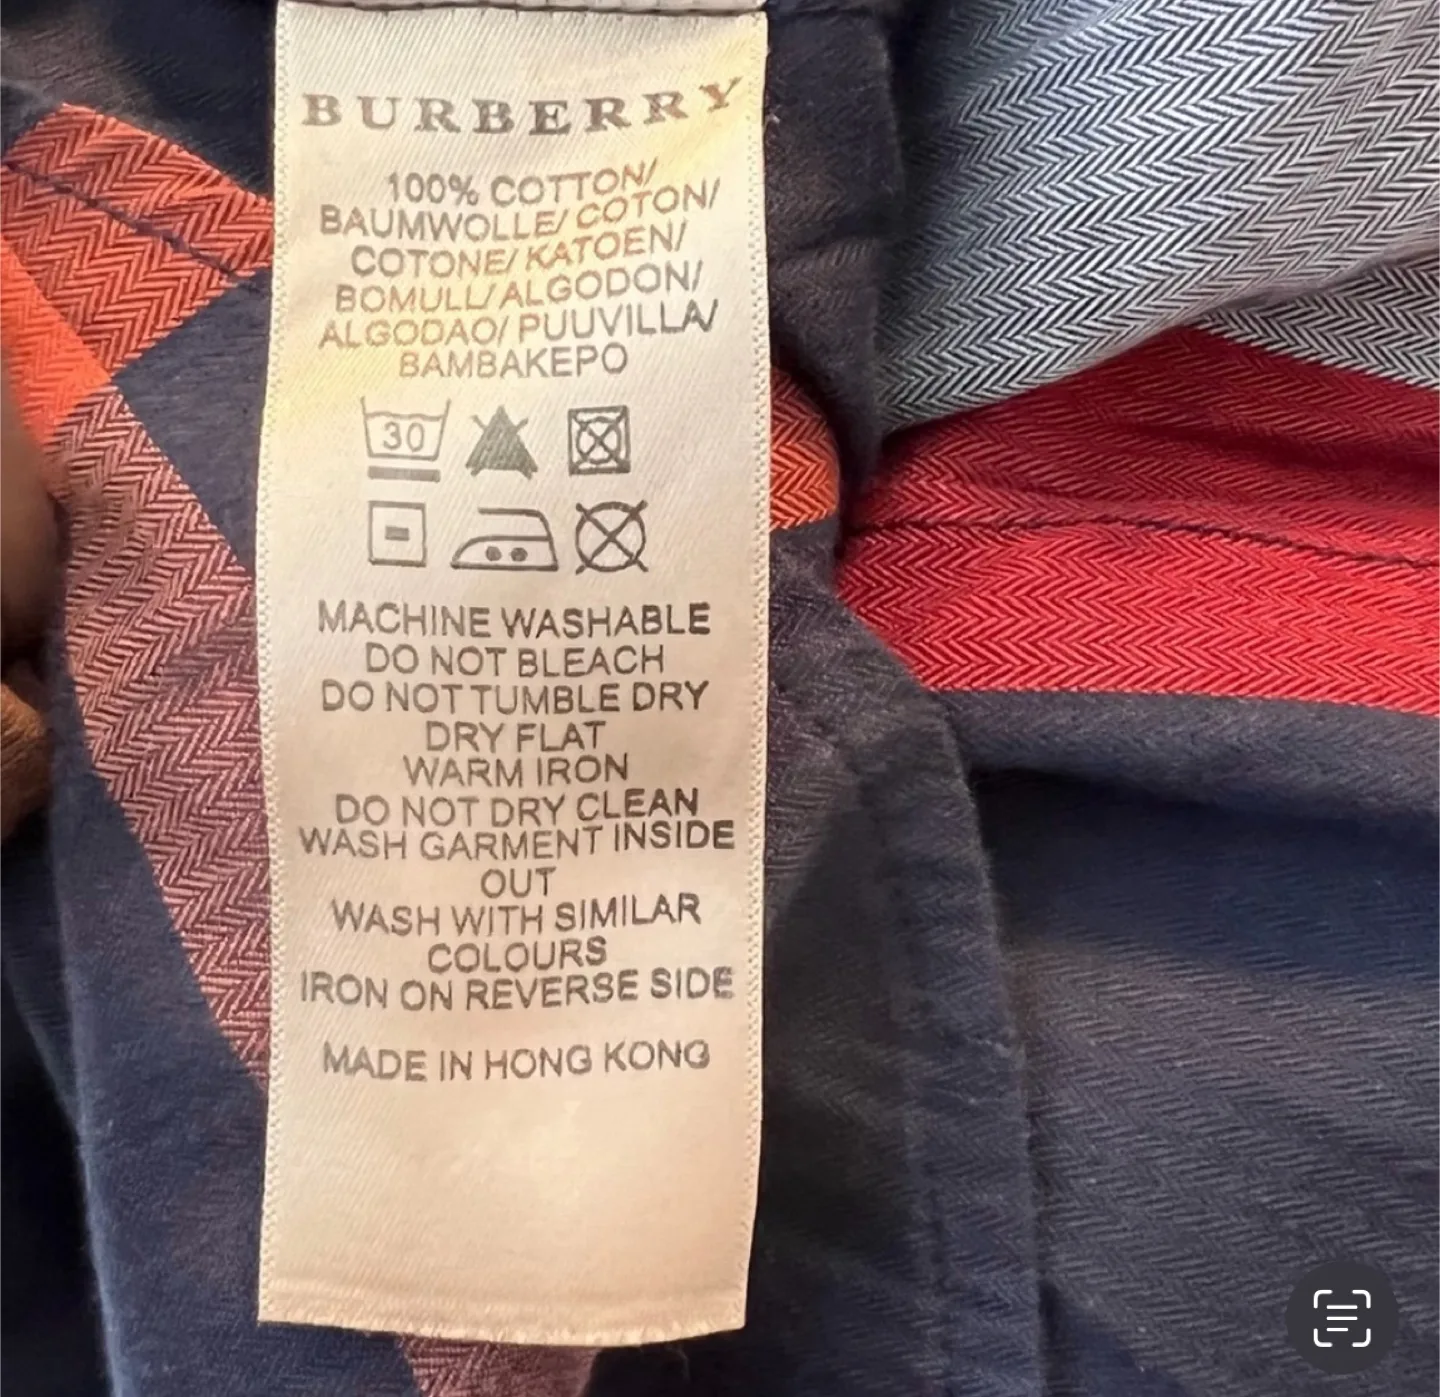 BURBERRY
100% COTTON/
BAUMWOLLE/ COTON/
COTONE/ KATOEN/
BOMULL/ ALGODON/
ALGODAO/ PUUVILLA/
BAMBAKEPO
30
MACHINE WASHABLE
DO NOT BLEACH
DO NOT TUMBLE DRY
DRY FLAT
WARM IRON
DO NOT DRY CLEAN
WASH GARMENT INSIDE
OUT
WASH WITH SIMILAR
COLOURS
IRON ON REVERSE SIDE
MADE IN HONG KONG